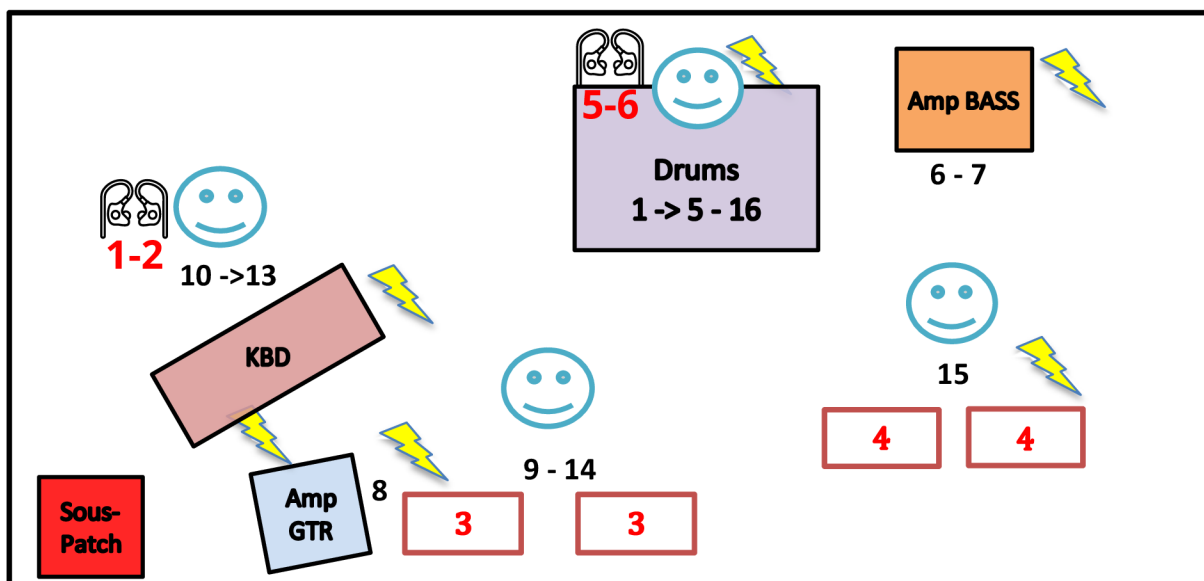 5-6
Amp BASS
Drums
1 -> 5 - 16
6 - 7
1-2
10 ->13
KBD
15
4
4
9 - 14
8
Amp
GTR
3
3
Sous-
Patch